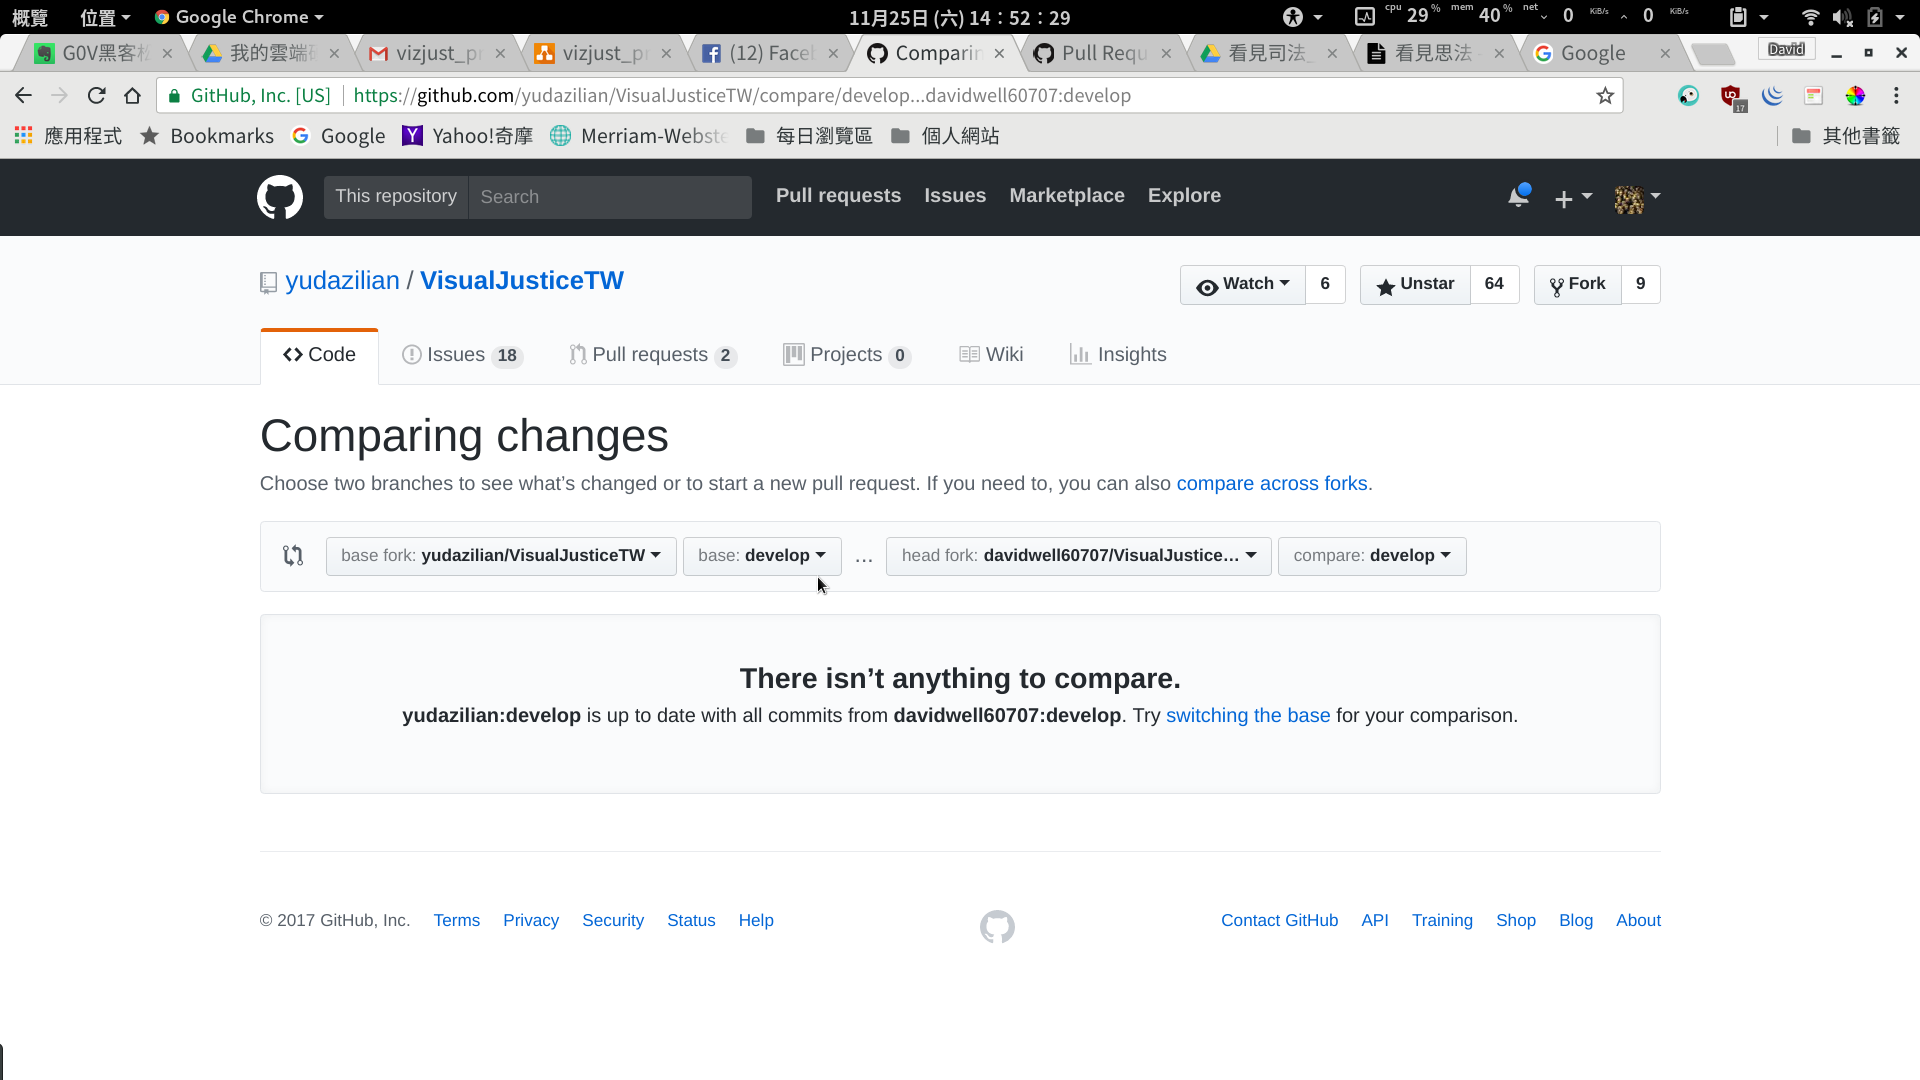 概覽 位置 Google Chrome 11月25日 (六) 14：52：29 cpu 29 % mem 40 % net 0 KiB/s 0 KiB/s
G0V黑客松 我的雲端 vizjust_pr vizjust_pr (12) Face Comparin Pull Requ 看見司法_ 看見思法 - Google David
GitHub, Inc. [US] https://github.com/yudazilian/VisualJusticeTW/compare/develop...davidwell60707:develop 17
應用程式 Bookmarks Google Yahoo!奇摩 Merriam-Webste 每日瀏覽區 個人網站 其他書籤
This repository Search Pull requests Issues Marketplace Explore
yudazilian / VisualJusticeTW Watch 6 Unstar 64 Fork 9
Code Issues 18 Pull requests 2 Projects 0 Wiki Insights
Comparing changes
Choose two branches to see what’s changed or to start a new pull request. If you need to, you can also compare across forks.
base fork: yudazilian/VisualJusticeTW base: develop ... head fork: davidwell60707/VisualJustice… compare: develop
There isn’t anything to compare.
yudazilian:develop is up to date with all commits from davidwell60707:develop. Try switching the base for your comparison.
© 2017 GitHub, Inc. Terms Privacy Security Status Help Contact GitHub API Training Shop Blog About